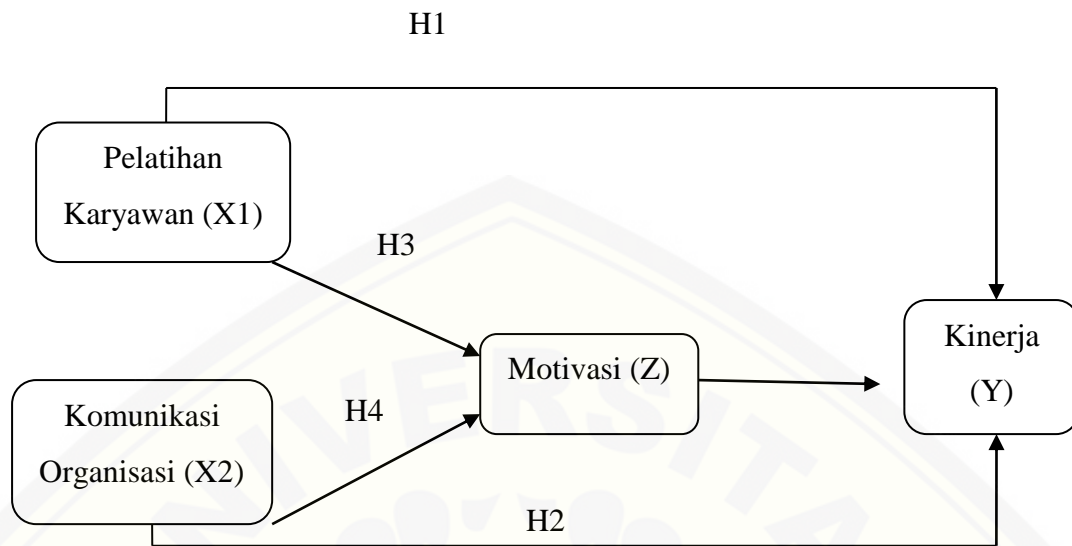 H1
Pelatihan
Karyawan (X1)
H3
Motivasi (Z)
Kinerja
(Y)
Komunikasi
Organisasi (X2)
H4
H2